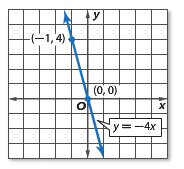 y
(−1, 4)
(0, 0)
O
x
y = −4x